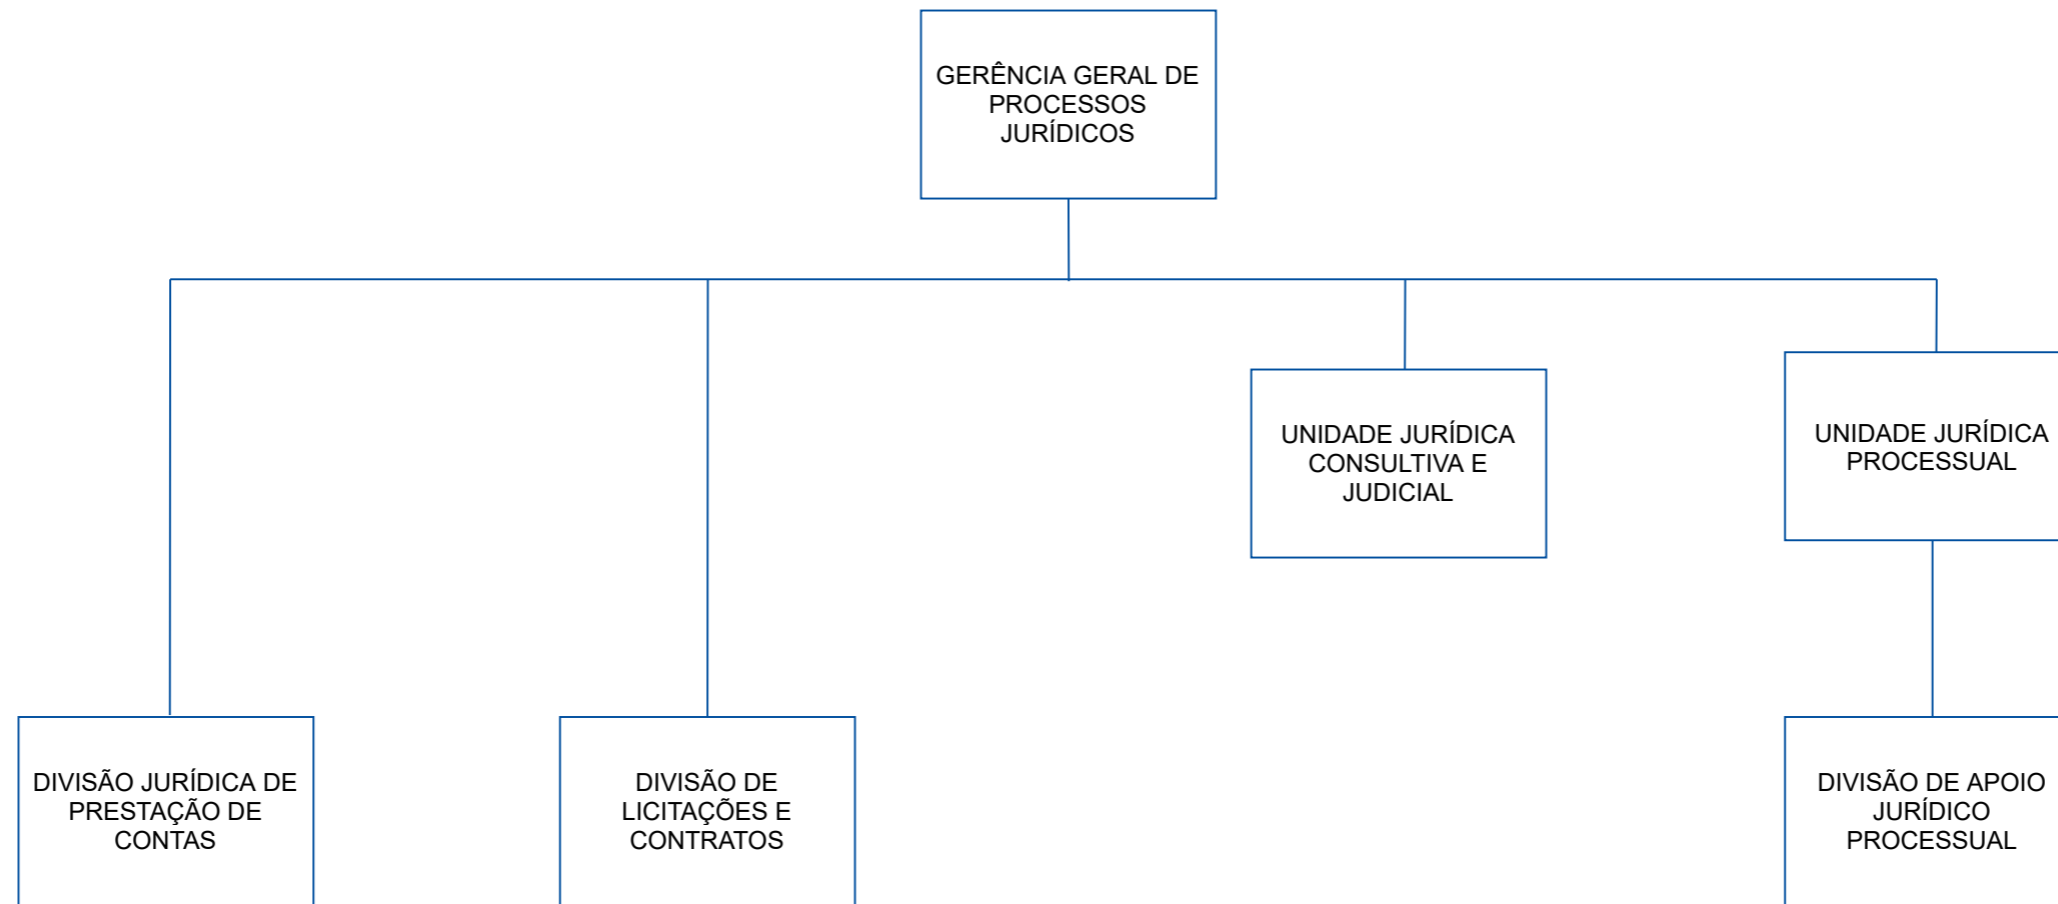 GERÊNCIA GERAL DE
PROCESSOS
JURÍDICOS
UNIDADE JURÍDICA
CONSULTIVA E
JUDICIAL
UNIDADE JURÍDICA
PROCESSUAL
DIVISÃO JURÍDICA DE
PRESTAÇÃO DE
CONTAS
DIVISÃO DE
LICITAÇÕES E
CONTRATOS
DIVISÃO DE APOIO
JURÍDICO
PROCESSUAL